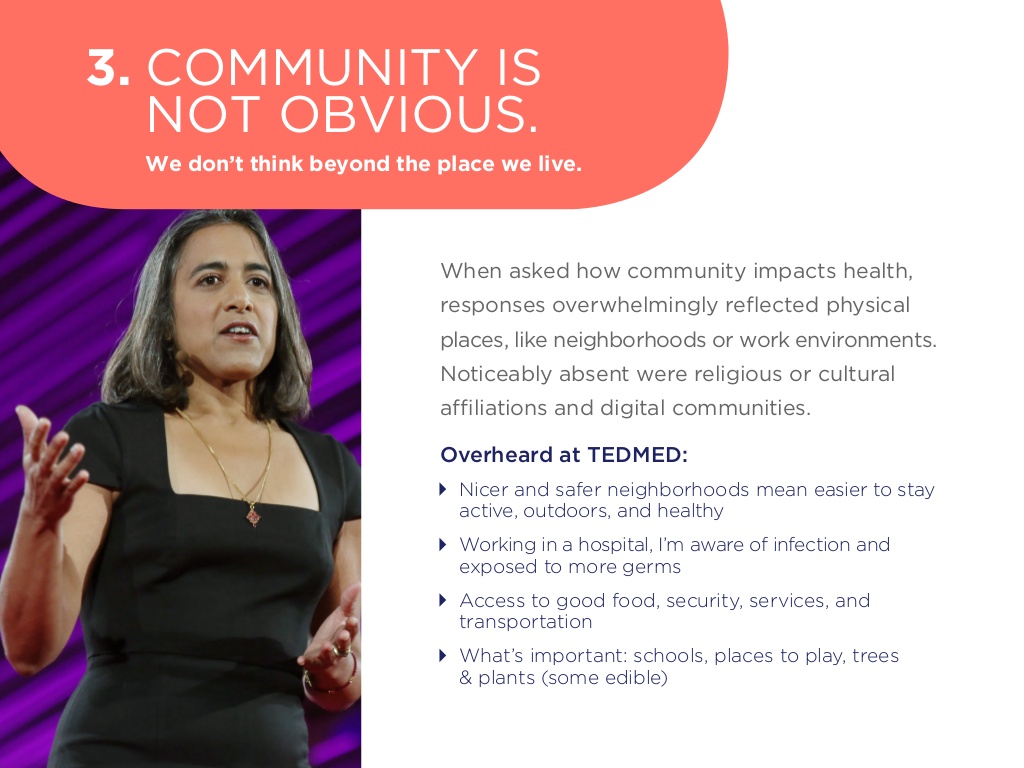 3. COMMUNITY IS
NOT OBVIOUS.
We don’t think beyond the place we live.
When asked how community impacts health,
responses overwhelmingly reflected physical
places, like neighborhoods or work environments.
Noticeably absent were religious or cultural
affiliations and digital communities.
Overheard at TEDMED:
Nicer and safer neighborhoods mean easier to stay
active, outdoors, and healthy
Working in a hospital, I’m aware of infection and
exposed to more germs
Access to good food, security, services, and
transportation
What’s important: schools, places to play, trees
& plants (some edible)